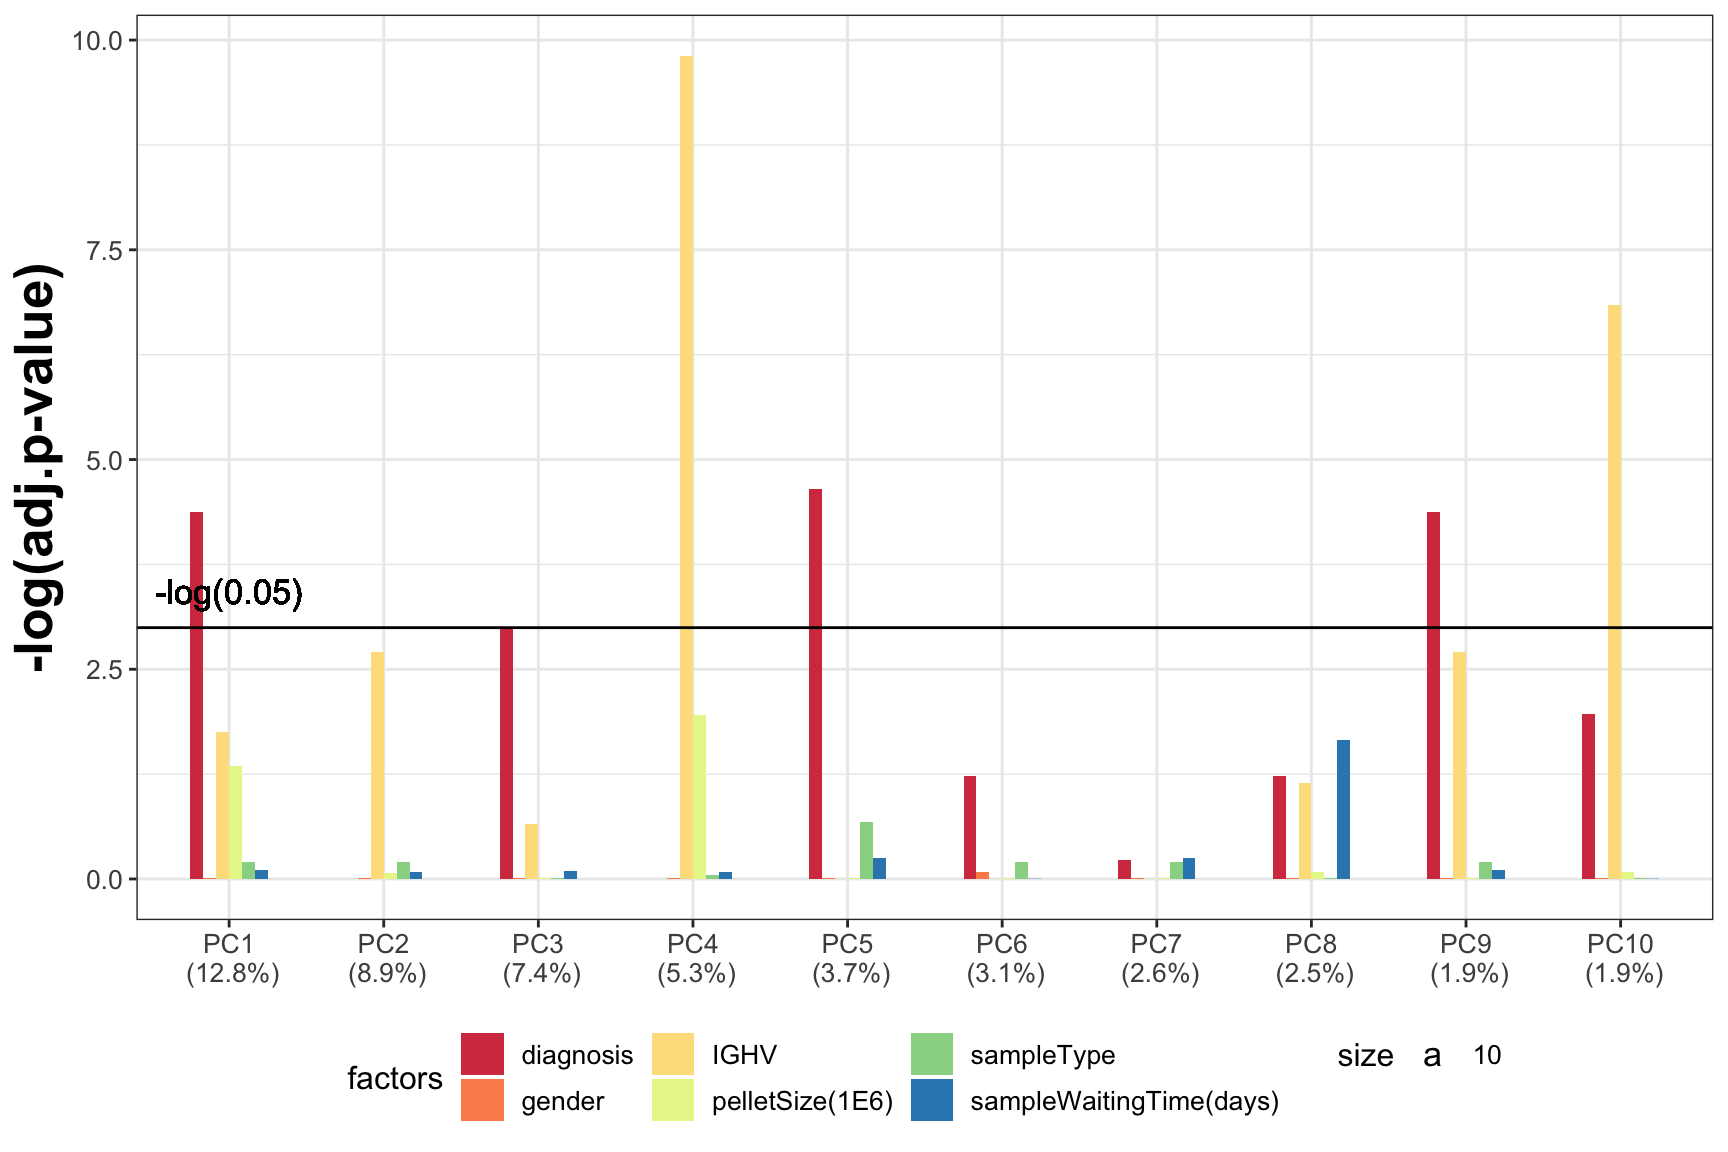 -log(adj.p-value)
10.0
7.5
5.0
2.5
0.0
-log(0.05)
PC1 PC2 PC3 PC4 PC5 PC6 PC7 PC8 PC9 PC10
(12.8%) (8.9%) (7.4%) (5.3%) (3.7%) (3.1%) (2.6%) (2.5%) (1.9%) (1.9%)
factors
diagnosis IGHV sampleType
gender pelletSize(1E6) sampleWaitingTime(days)
size a 10